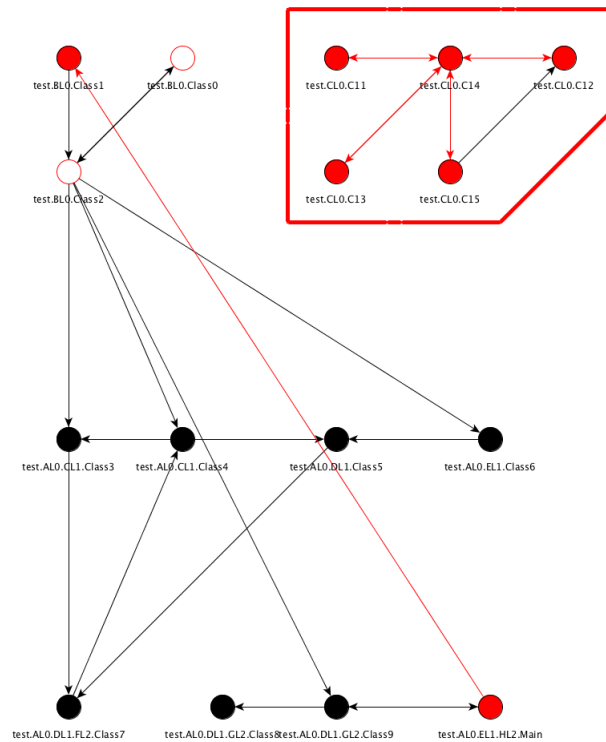 test.BL0.Class1
test.BL0.Class0
test.CL0.C11
test.CL0.C14
test.CL0.C12
test.BL0.Class2
test.CL0.C13
test.CL0.C15
test.AL0.CL1.Class3
test.AL0.CL1.Class4
test.AL0.DL1.Class5
test.AL0.EL1.Class6
test.AL0.DL1.FL2.Class7
test.AL0.DL1.GL2.Class8
test.AL0.DL1.GL2.Class9
test.AL0.EL1.HL2.Main